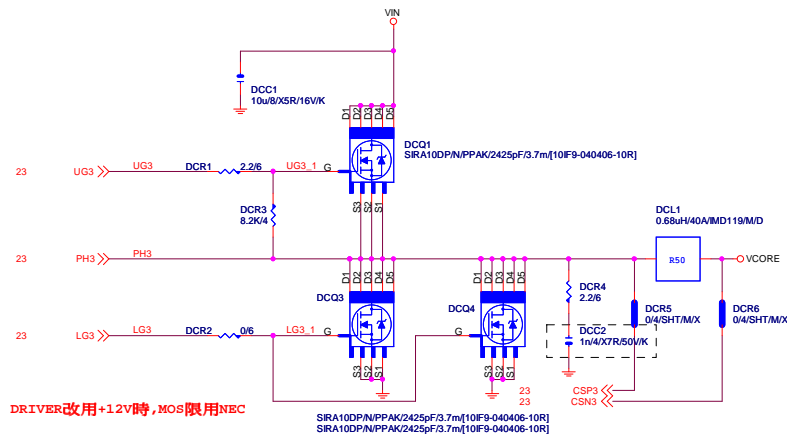 VIN
DCC1
10u/8/X5R/16V/K
D1
D2
D3
D4
D5
DCQ1
SIRA10DP/N/PPAK/2425pF/3.7m/[10IF9-040406-10R]
23
UG3
UG3
DCR1
2.2/6
UG3_1
G
S3
S2
S1
DCR3
8.2K/4
DCL1
0.68uH/40A/IMD119/M/D
23
PH3
PH3
R50
VCORE
D1
D2
D3
D4
D5
D1
D2
D3
D4
D5
DCR4
2.2/6
DCQ3
DCQ4
DCR5
0/4/SHT/M/X
DCR6
0/4/SHT/M/X
23
LG3
LG3
DCR2
0/6
LG3_1
G
G
DCC2
1n/4/X7R/50V/K
S3
S2
S1
S3
S2
S1
23
CSP3
23
CSN3
DRIVER改用+12V時,MOS限用NEC
SIRA10DP/N/PPAK/2425pF/3.7m/[10IF9-040406-10R]
SIRA10DP/N/PPAK/2425pF/3.7m/[10IF9-040406-10R]